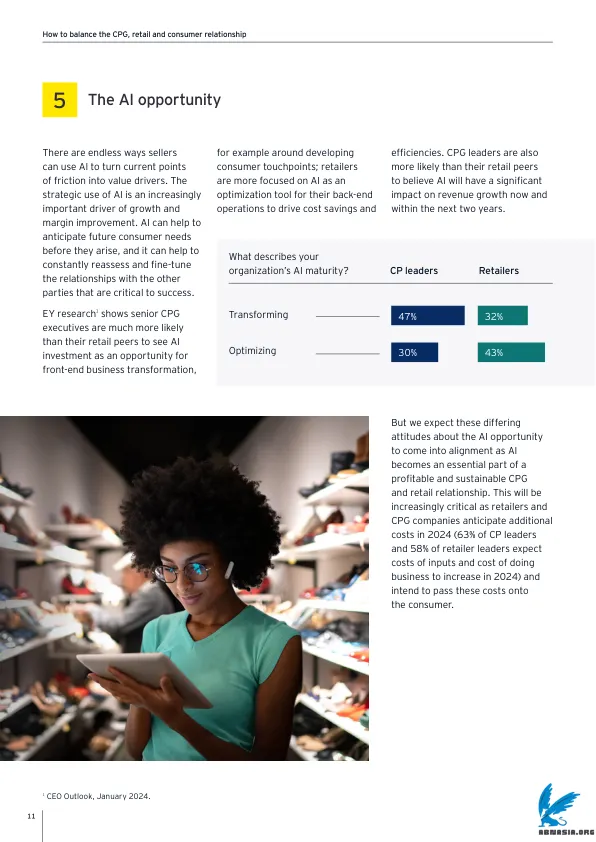 How to balance the CPG, retail and consumer relationship
5
The AI opportunity
There are endless ways sellers
can use AI to turn current points
of friction into value drivers. The
strategic use of AI is an increasingly
important driver of growth and
margin improvement. AI can help to
anticipate future consumer needs
before they arise, and it can help to
constantly reassess and fine-tune
the relationships with the other
parties that are critical to success.
EY research¹ shows senior CPG
executives are much more likely
than their retail peers to see AI
investment as an opportunity for
front-end business transformation,
for example around developing
consumer touchpoints; retailers
are more focused on AI as an
optimization tool for their back-end
operations to drive cost savings and
efficiencies. CPG leaders are also
more likely than their retail peers
to believe AI will have a significant
impact on revenue growth now and
within the next two years.
What describes your
organization's AI maturity?
CP leaders
Retailers
Transforming
47%
32%
Optimizing
30%
43%
But we expect these differing
attitudes about the AI opportunity
to come into alignment as AI
becomes an essential part of a
profitable and sustainable CPG
and retail relationship. This will be
increasingly critical as retailers and
CPG companies anticipate additional
costs in 2024 (63% of CP leaders
and 58% of retailer leaders expect
costs of inputs and cost of doing
business to increase in 2024) and
intend to pass these costs onto
the consumer.
¹ CEO Outlook, January 2024.
11
ABNASIA.ORG